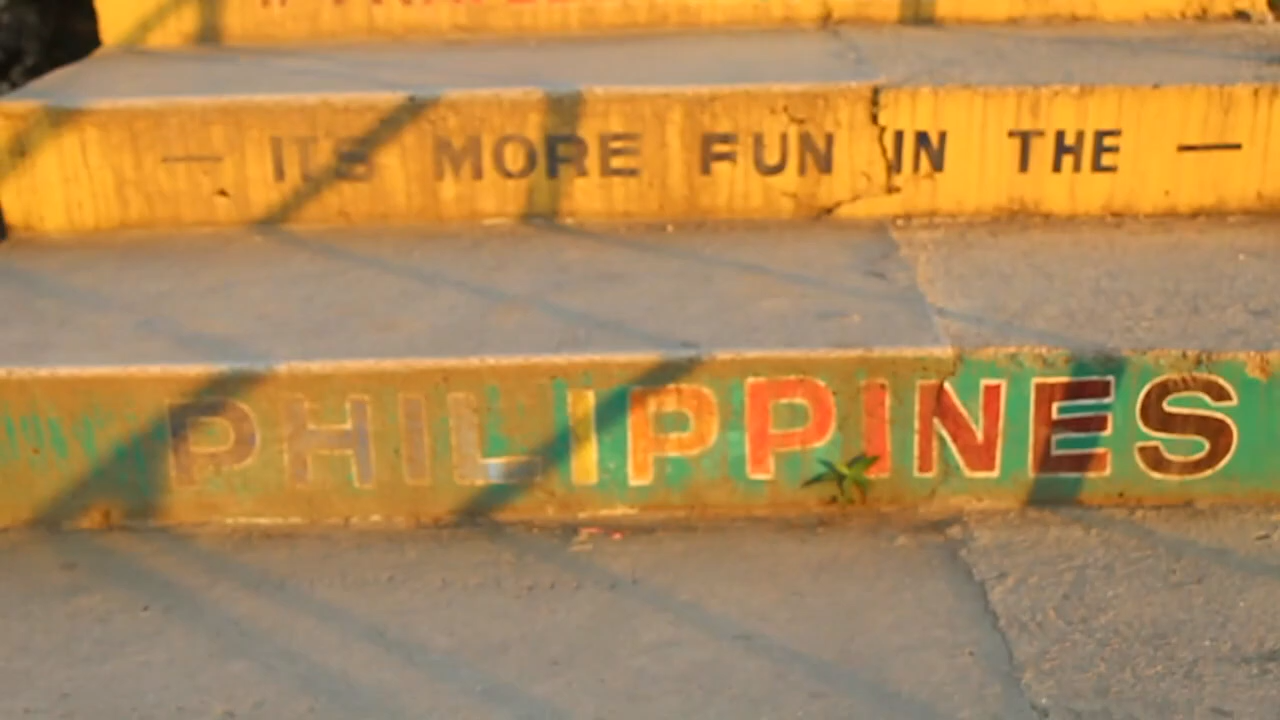 — IT'S MORE FUN IN THE —
PHILIPPINES